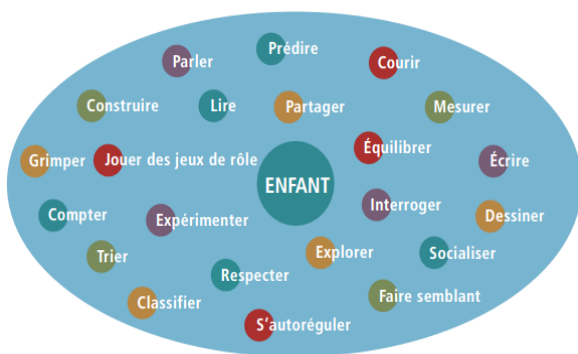 Prédire
Parler
Courir
Construire
Lire
Partager
Mesurer
Équilibrer
Grimper
Jouer des jeux de rôle
Écrire
ENFANT
Interroger
Compter
Expérimenter
Dessiner
Trier
Explorer
Socialiser
Respecter
Classifier
Faire semblant
S'autoréguler